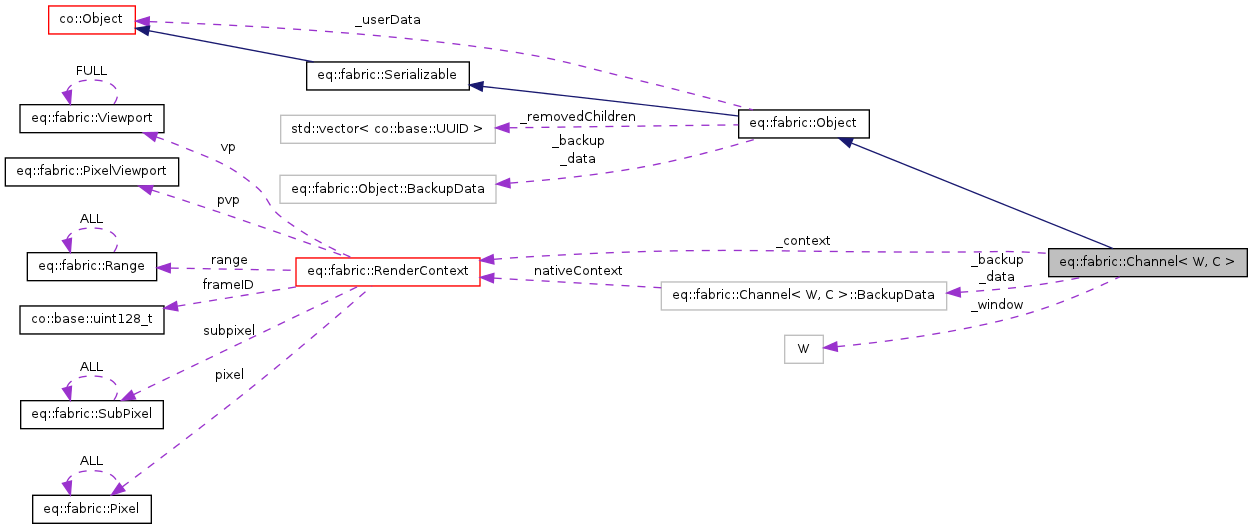 co::Object
_userData
eq::fabric::Serializable
FULL
eq::fabric::Viewport
std::vector< co::base::UUID >
_removedChildren
eq::fabric::Object
_backup
_data
vp
eq::fabric::PixelViewport
eq::fabric::Object::BackupData
pvp
ALL
eq::fabric::Range
range
eq::fabric::RenderContext
_context
nativeContext
eq::fabric::Channel< W, C >
_backup
_data
frameID
eq::fabric::Channel< W, C >::BackupData
_window
co::base::uint128_t
subpixel
W
ALL
pixel
eq::fabric::SubPixel
ALL
eq::fabric::Pixel